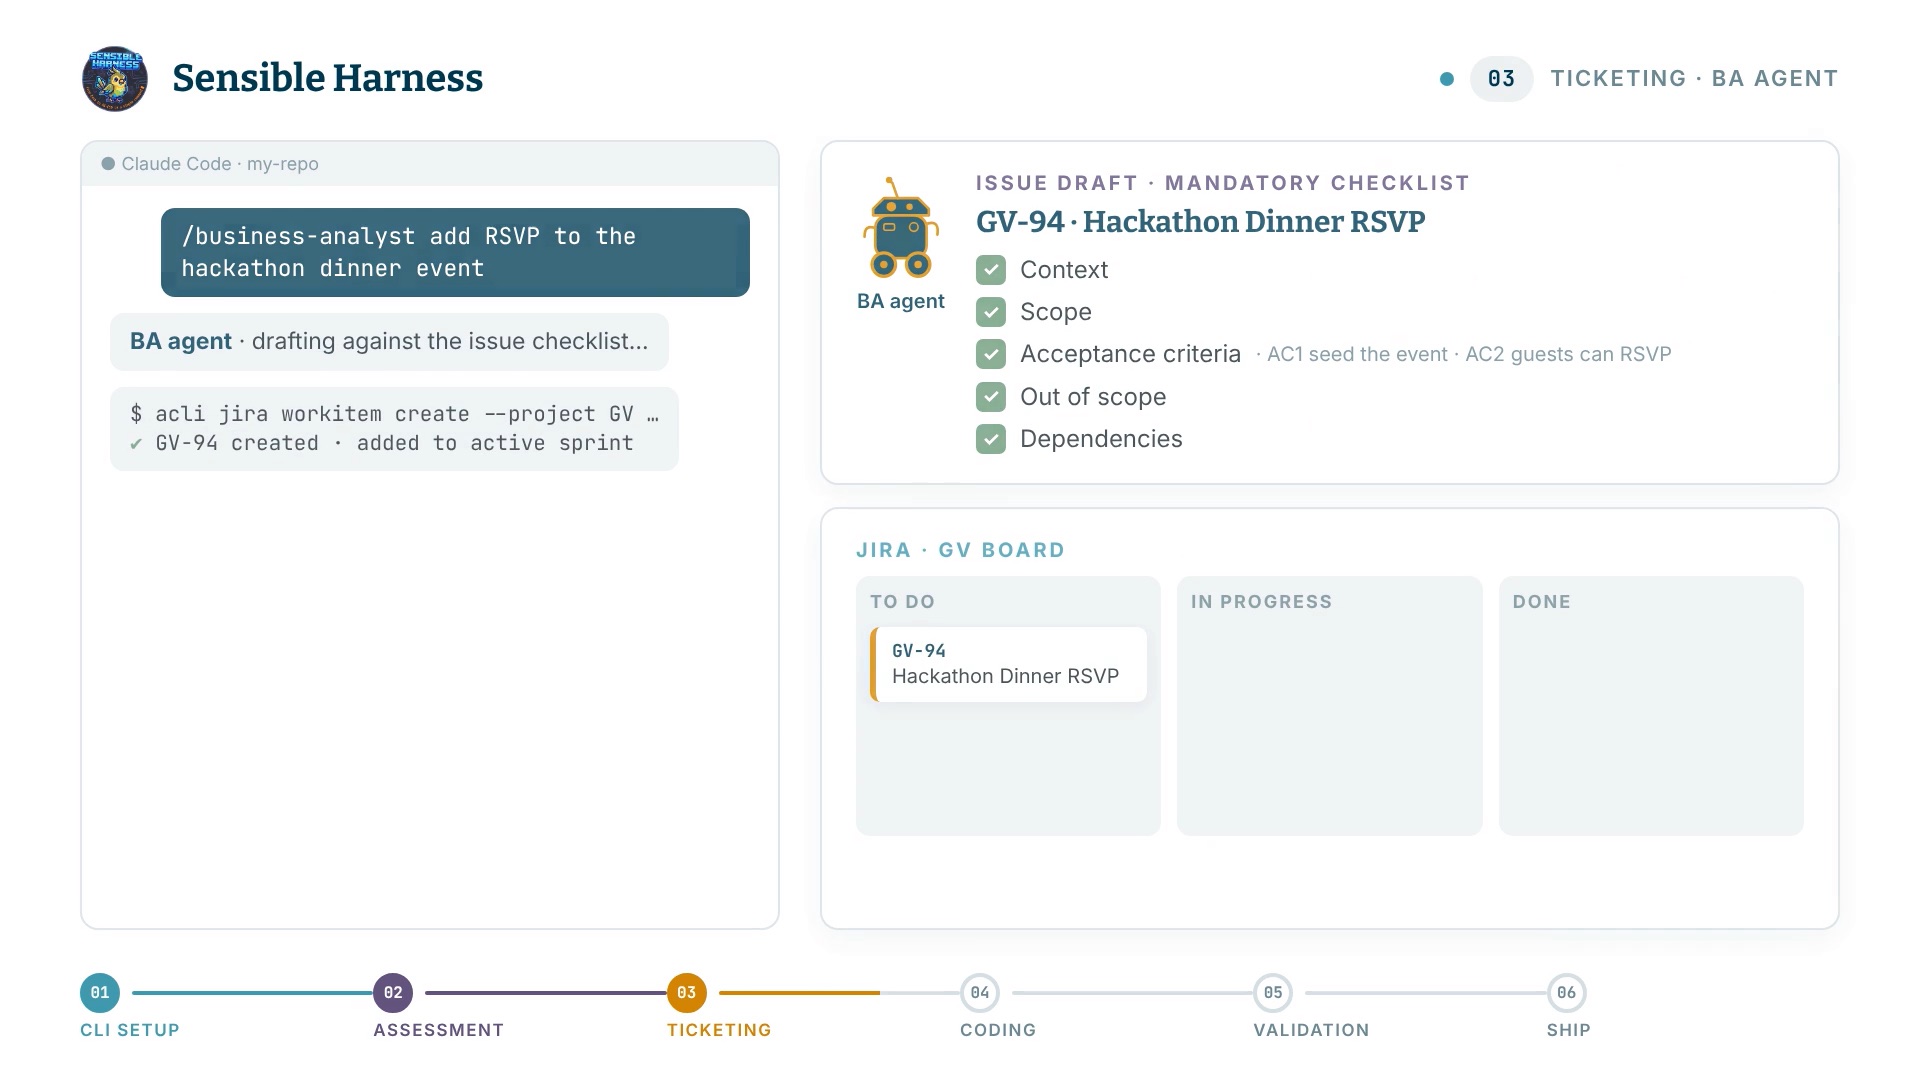 SENSIBLE
HARNESS
Sensible Harness
03
TICKETING · BA AGENT
Claude Code · my-repo
/business-analyst add RSVP to the
hackathon dinner event
BA agent · drafting against the issue checklist...
$ acli jira workitem create --project GV …
✔ GV-94 created · added to active sprint
BA agent
ISSUE DRAFT · MANDATORY CHECKLIST
GV-94 · Hackathon Dinner RSVP
Context
Scope
Acceptance criteria · AC1 seed the event · AC2 guests can RSVP
Out of scope
Dependencies
JIRA · GV BOARD
TO DO
GV-94
Hackathon Dinner RSVP
IN PROGRESS
DONE
01
CLI SETUP
02
ASSESSMENT
03
TICKETING
04
CODING
05
VALIDATION
06
SHIP